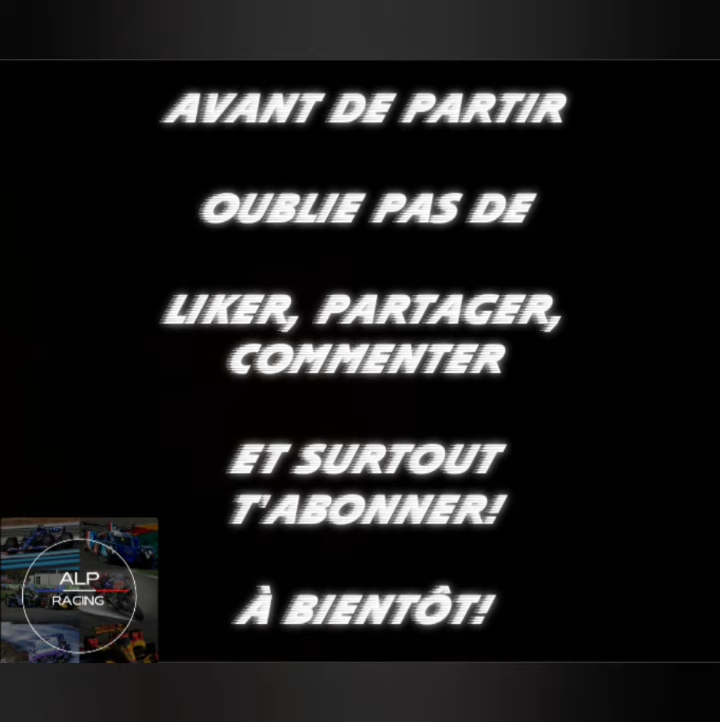 AVANT DE PARTIR
OUBLIE PAS DE
LIKER, PARTAGER,
COMMENTER
ET SURTOUT
T'ABONNER!
À BIENTÔT!
ALP
RACING